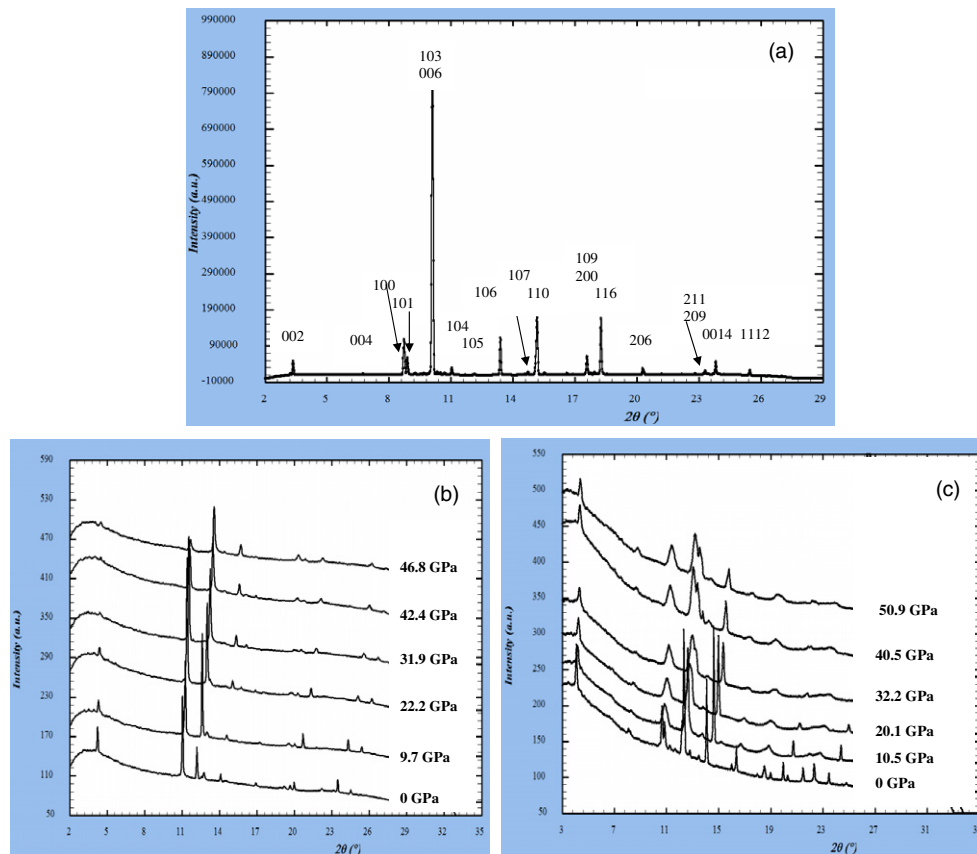 990000
(a)
103
006
890000
790000
690000
590000
490000
390000
290000
190000
90000
-10000
Intensity (a.u.)
109
200
107
106
110
116
100
101
211
209
104
105
002
004
206
0014 1112
2 5 8 11 14 17 20 23 26 29
2θ (°)
590
530
470
410
350
290
230
170
110
50
Intensity (a.u.)
(b)
46.8 GPa
42.4 GPa
31.9 GPa
22.2 GPa
9.7 GPa
0 GPa
2 5 8 11 14 17 20 23 26 29 32 35
2θ (°)
550
500
450
400
350
300
250
200
150
100
50
Intensity (a.u.)
(c)
50.9 GPa
40.5 GPa
32.2 GPa
20.1 GPa
10.5 GPa
0 GPa
3 7 11 15 19 23 27 31
2θ (°)